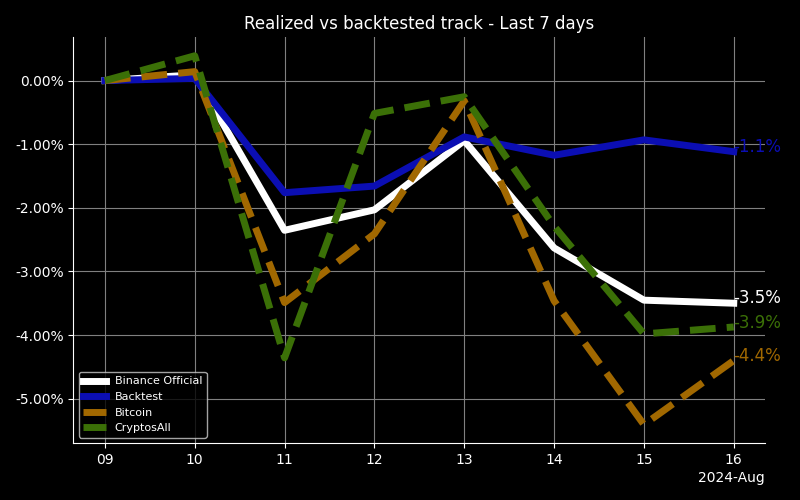 Realized vs backtested track - Last 7 days
0.00%
-1.00%
-2.00%
-3.00%
-4.00%
-5.00%
-1.1%
-3.5%
-3.9%
-4.4%
Binance Official
Backtest
Bitcoin
CryptosAll
09 10 11 12 13 14 15 16
2024-Aug